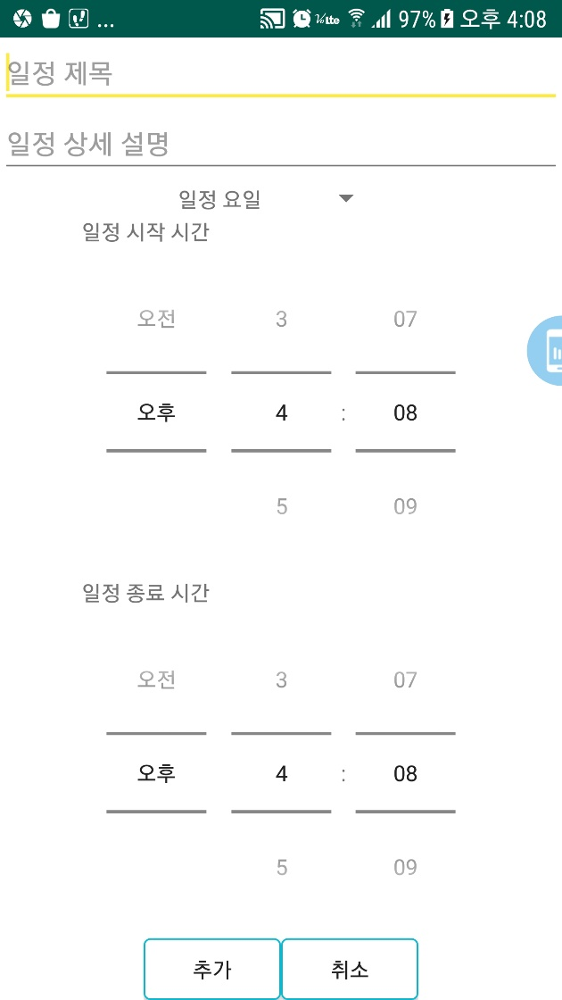 ... VoLTE 97% 오후 4:08
일정 제목
일정 상세 설명
일정 요일
일정 시작 시간
오전 3 07
오후 4 : 08
5 09
일정 종료 시간
오전 3 07
오후 4 : 08
5 09
추가 취소